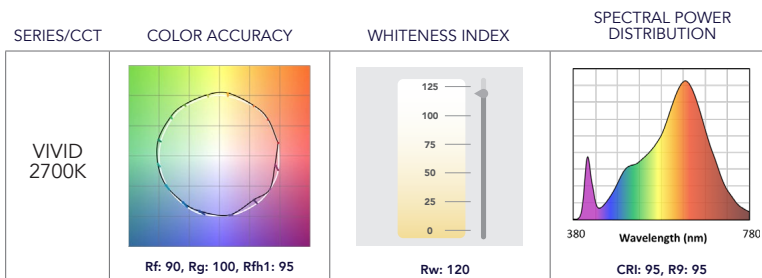 SERIES/CCT
COLOR ACCURACY
WHITENESS INDEX
SPECTRAL POWER
DISTRIBUTION
VIVID
2700K
Rf: 90, Rg: 100, Rfh1: 95
125
100
75
50
25
0
Rw: 120
380
Wavelength (nm)
780
CRI: 95, R9: 95